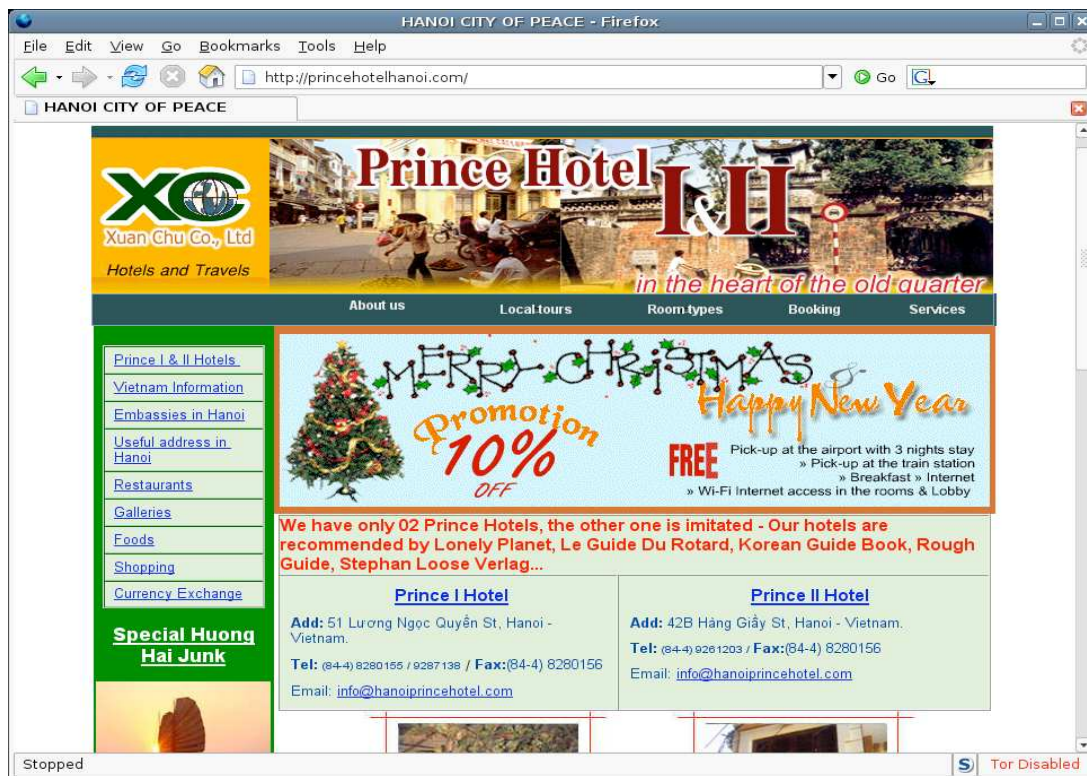 HANOI CITY OF PEACE - Firefox
File Edit View Go Bookmarks Tools Help
http://princehotelhanoi.com/
Go
G
HANOI CITY OF PEACE
XC
Xuan Chu Co., Ltd
Hotels and Travels
Prince Hotel
I&II
in the heart of the old quarter
About us Local tours Room types Booking Services
Prince I & II Hotels
Vietnam Information
Embassies in Hanoi
Useful address in
Hanoi
Restaurants
Galleries
Foods
Shopping
Currency Exchange
Special Huong
Hai Junk
MERRY CHRISTMAS
& Happy New Year
Promotion
10%
OFF
FREE
Pick-up at the airport with 3 nights stay
» Pick-up at the train station
» Breakfast » Internet
» Wi-Fi Internet access in the rooms & Lobby
We have only 02 Prince Hotels, the other one is imitated - Our hotels are
recommended by Lonely Planet, Le Guide Du Rotard, Korean Guide Book, Rough
Guide, Stephan Loose Verlag...
Prince I Hotel
Add: 51 Lương Ngọc Quyến St, Hanoi -
Vietnam.
Tel: (84-4) 8280155 / 9287138 / Fax:(84-4) 8280156
Email: info@hanoiprincehotel.com
Prince II Hotel
Add: 42B Hàng Giầy St, Hanoi - Vietnam.
Tel: (84-4) 9261203 / Fax:(84-4) 8280156
Email: info@hanoiprincehotel.com
Stopped
S
Tor Disabled